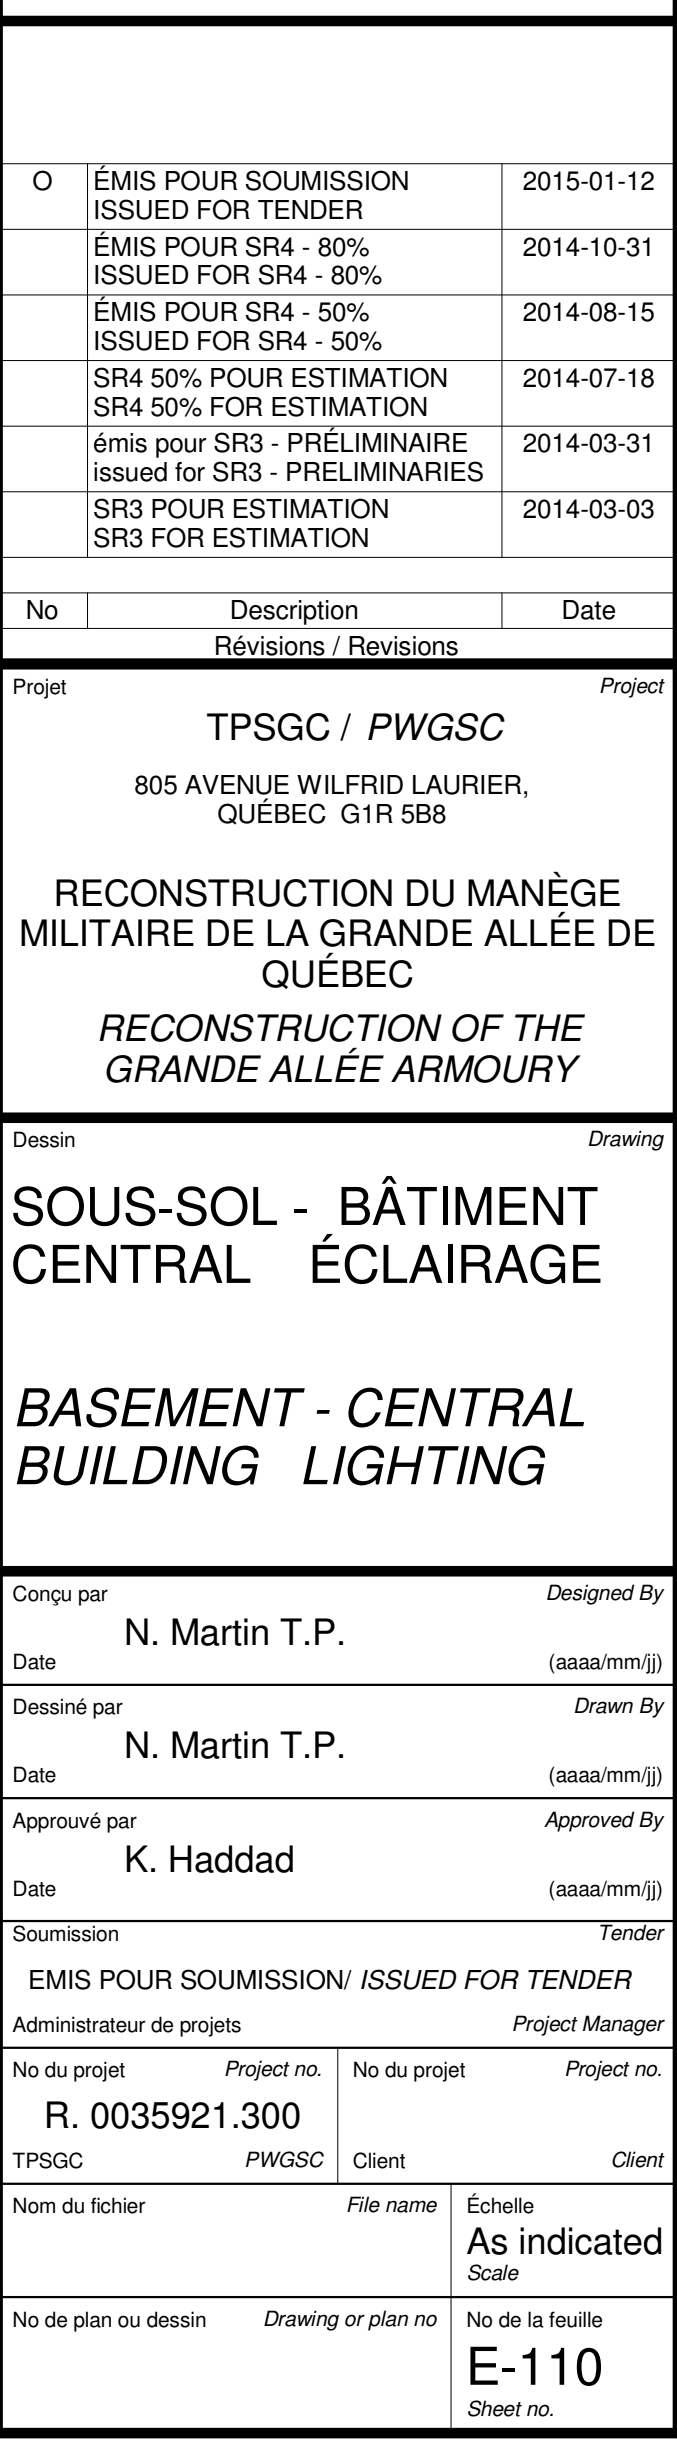 O ÉMIS POUR SOUMISSION 2015-01-12
ISSUED FOR TENDER
ÉMIS POUR SR4 - 80% 2014-10-31
ISSUED FOR SR4 - 80%
ÉMIS POUR SR4 - 50% 2014-08-15
ISSUED FOR SR4 - 50%
SR4 50% POUR ESTIMATION 2014-07-18
SR4 50% FOR ESTIMATION
émis pour SR3 - PRÉLIMINAIRE 2014-03-31
issued for SR3 - PRELIMINARIES
SR3 POUR ESTIMATION 2014-03-03
SR3 FOR ESTIMATION
No Description Date
Révisions / Revisions
Projet Project
TPSGC / PWGSC
805 AVENUE WILFRID LAURIER,
QUÉBEC G1R 5B8
RECONSTRUCTION DU MANÈGE
MILITAIRE DE LA GRANDE ALLÉE DE
QUÉBEC
RECONSTRUCTION OF THE
GRANDE ALLÉE ARMOURY
Dessin Drawing
SOUS-SOL - BÂTIMENT
CENTRAL ÉCLAIRAGE
BASEMENT - CENTRAL
BUILDING LIGHTING
Conçu par Designed By
N. Martin T.P.
Date (aaaa/mm/jj)
Dessiné par Drawn By
N. Martin T.P.
Date (aaaa/mm/jj)
Approuvé par Approved By
K. Haddad
Date (aaaa/mm/jj)
Soumission Tender
EMIS POUR SOUMISSION/ ISSUED FOR TENDER
Administrateur de projets Project Manager
No du projet Project no. No du projet Project no.
R. 0035921.300
TPSGC PWGSC Client Client
Nom du fichier File name Échelle
As indicated
Scale
No de plan ou dessin Drawing or plan no No de la feuille
E-110
Sheet no.